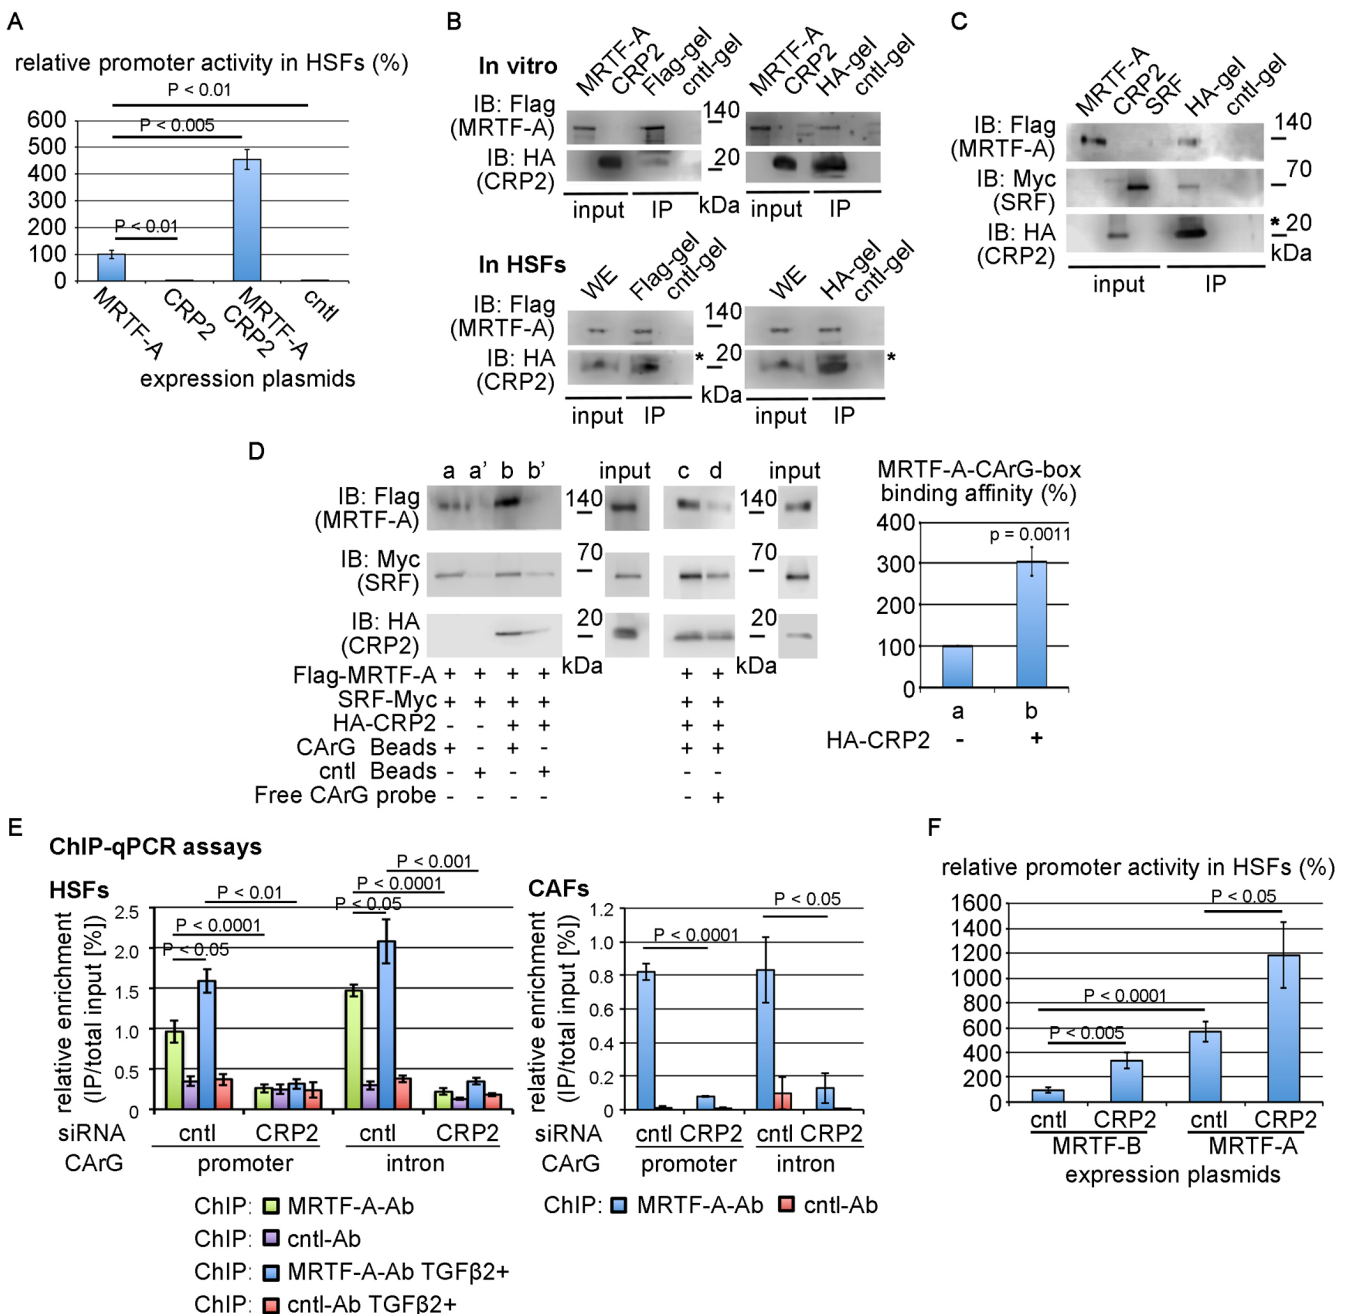 A
relative promoter activity in HSFs (%)
P < 0.01
P < 0.005
P < 0.01
600
500
400
300
200
100
0
MRTF-A
CRP2
MRTF-A
CRP2
cntl
expression plasmids
B
In vitro
MRTF-A
CRP2
Flag-gel
cntl-gel
MRTF-A
CRP2
HA-gel
cntl-gel
IB: Flag
(MRTF-A)
140
IB: HA
(CRP2)
20
kDa
input
IP
input
IP
In HSFs
WE
Flag-gel
cntl-gel
WE
HA-gel
cntl-gel
IB: Flag
(MRTF-A)
140
IB: HA
(CRP2)
* 20
*
kDa
input
IP
input
IP
C
MRTF-A
CRP2
SRF
HA-gel
cntl-gel
IB: Flag
(MRTF-A)
140
IB: Myc
(SRF)
70
IB: HA
(CRP2)
* 20
kDa
input
IP
D
a a' b b' input c d input
IB: Flag
(MRTF-A)
140
140
IB: Myc
(SRF)
70
70
IB: HA
(CRP2)
20
20
kDa
kDa
Flag-MRTF-A + + + + + +
SRF-Myc + + + + + +
HA-CRP2 - - + + + +
CArG Beads + - + - + +
cntl Beads - + - + - -
Free CArG probe - - - - - +
MRTF-A-CArG-box
binding affinity (%)
400
300
200
100
0
p = 0.0011
a b
HA-CRP2 - +
E
ChIP-qPCR assays
HSFs
relative enrichment
(IP/total input [%])
2.5
2.0
1.5
1.0
0.5
0
P < 0.001
P < 0.0001
P < 0.01
P < 0.05
P < 0.0001
P < 0.05
siRNA cntl CRP2 cntl CRP2
CArG promoter intron
ChIP: MRTF-A-Ab
ChIP: cntl-Ab
ChIP: MRTF-A-Ab TGFβ2+
ChIP: cntl-Ab TGFβ2+
CAFs
relative enrichment
(IP/total input [%])
1.2
1.0
0.8
0.6
0.4
0.2
0
P < 0.05
P < 0.0001
siRNA cntl CRP2 cntl CRP2
CArG promoter intron
ChIP: MRTF-A-Ab cntl-Ab
F
relative promoter activity in HSFs (%)
1600
1400
1200
1000
800
600
400
200
0
P < 0.05
P < 0.0001
P < 0.005
cntl CRP2 cntl CRP2
MRTF-B MRTF-A
expression plasmids